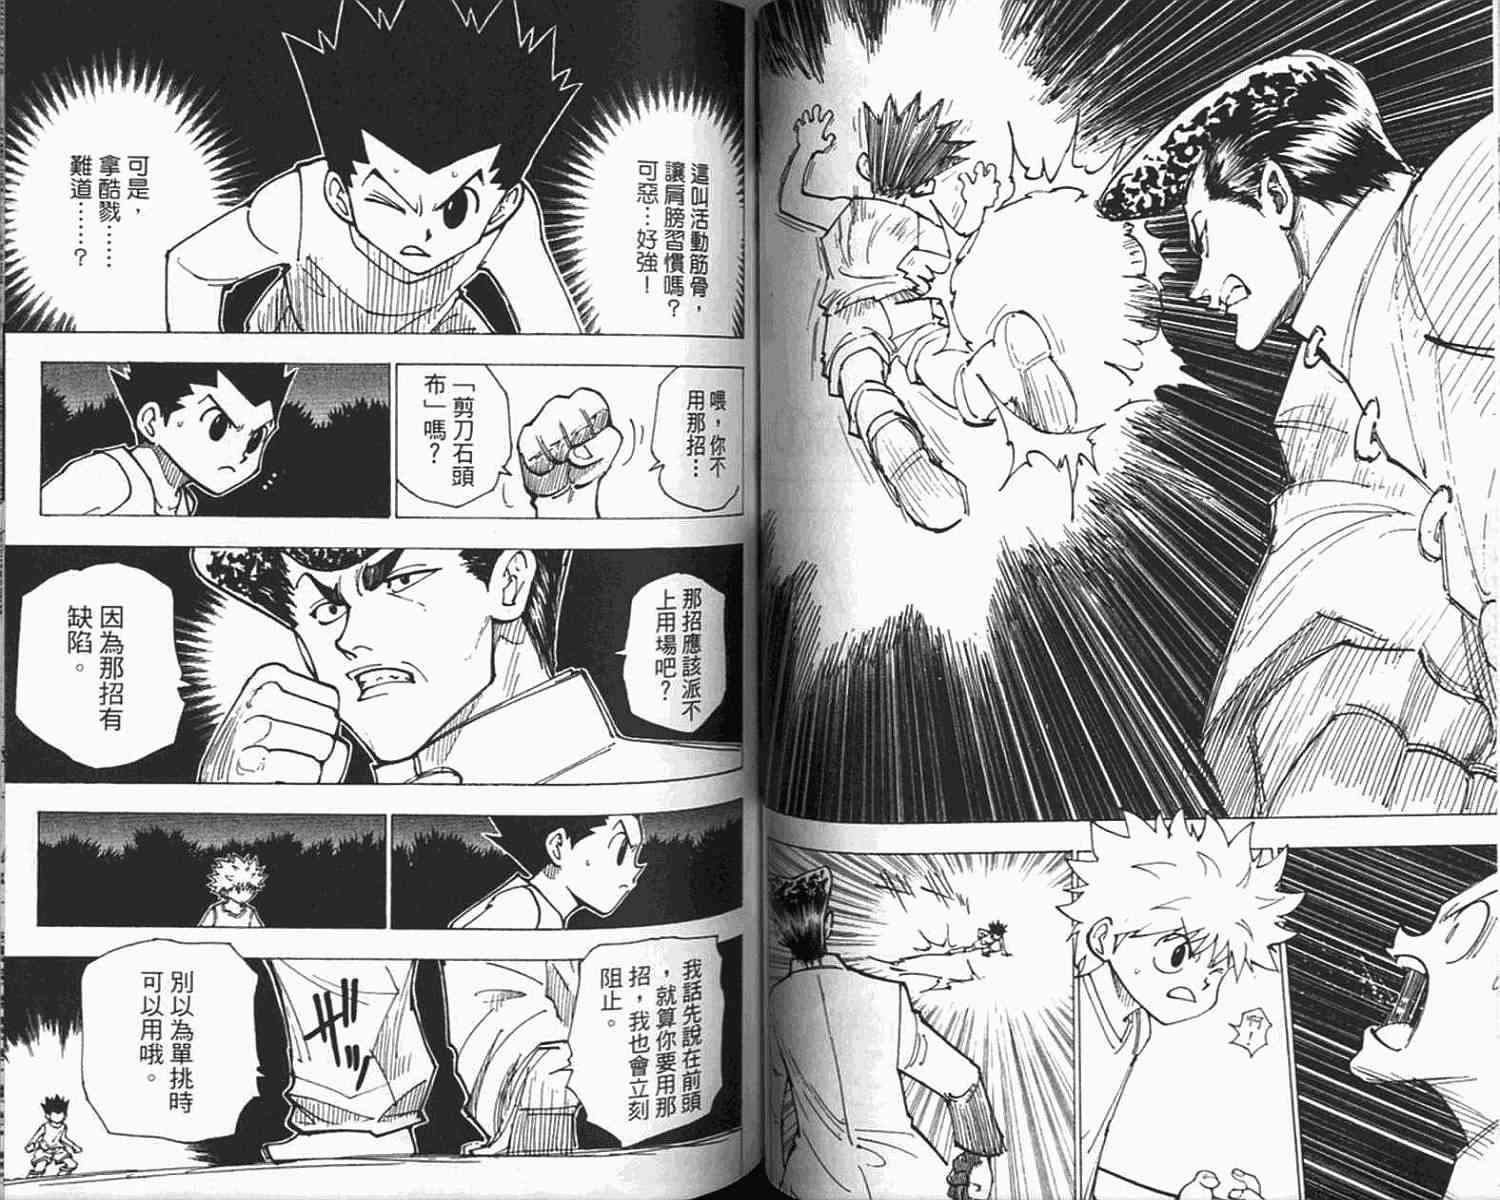 何!
這叫活動筋骨，
讓肩膀習慣嗎？
可惡…好強！
可是，
拿酷戮……
難道……？
喂，你不
用那招…
「剪刀石頭
布」嗎？
那招應該派不
上用場吧？
因為那招有
缺陷。
我話先說在前頭
，就算你要用那
招，我也會立刻
阻止。
別以為單挑時
可以用哦。